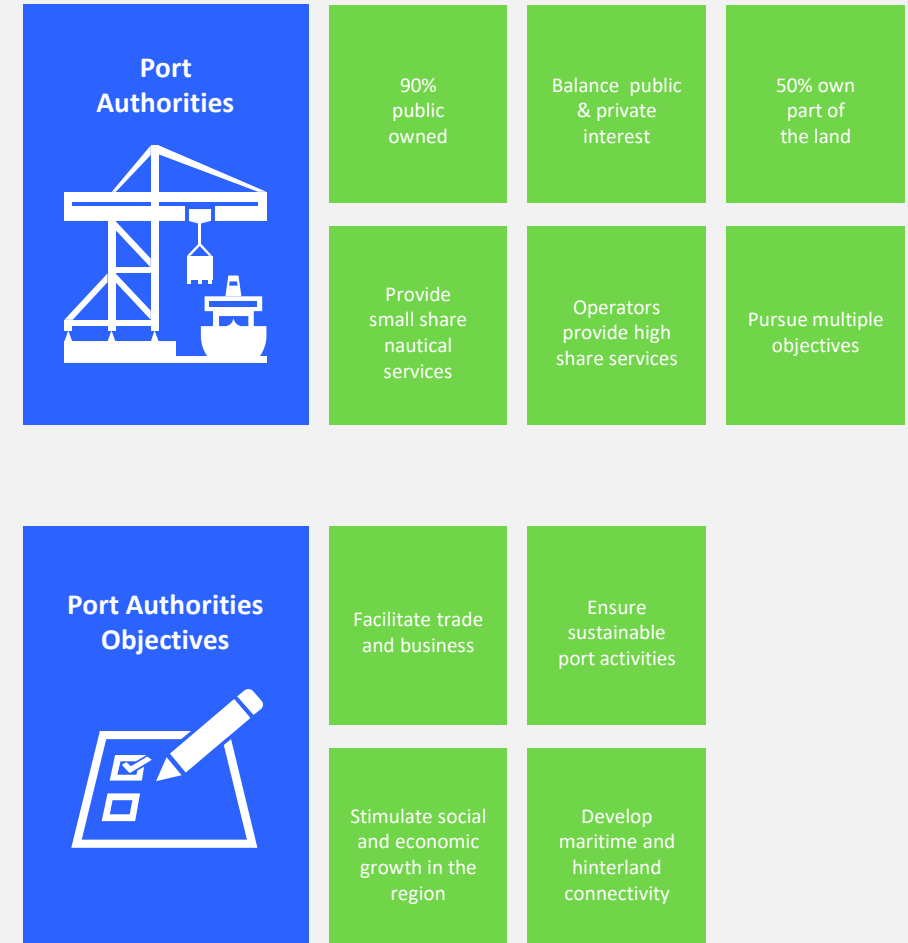 Port
Authorities
90%
public
owned
Balance public
& private
interest
50% own
part of
the land
Provide
small share
nautical
services
Operators
provide high
share services
Pursue multiple
objectives
Port Authorities
Objectives
Facilitate trade
and business
Ensure
sustainable
port activities
Stimulate social
and economic
growth in the
region
Develop
maritime and
hinterland
connectivity